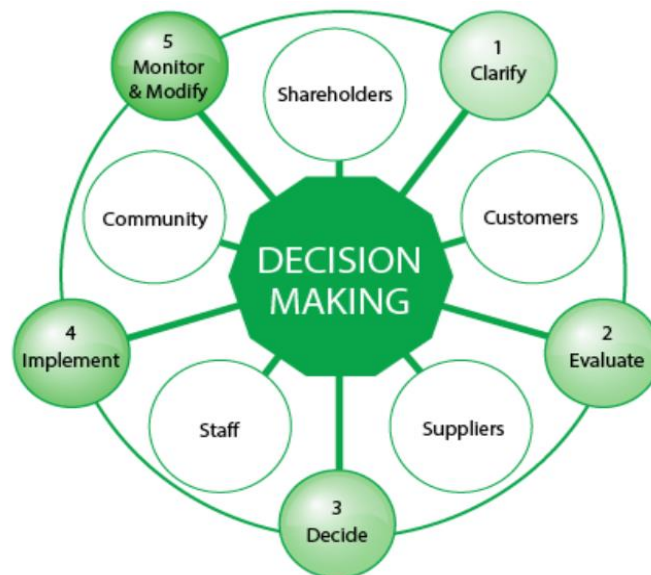 5
Monitor
& Modify
Shareholders
1
Clarify
Community
Customers
DECISION
MAKING
4
Implement
2
Evaluate
Staff
Suppliers
3
Decide